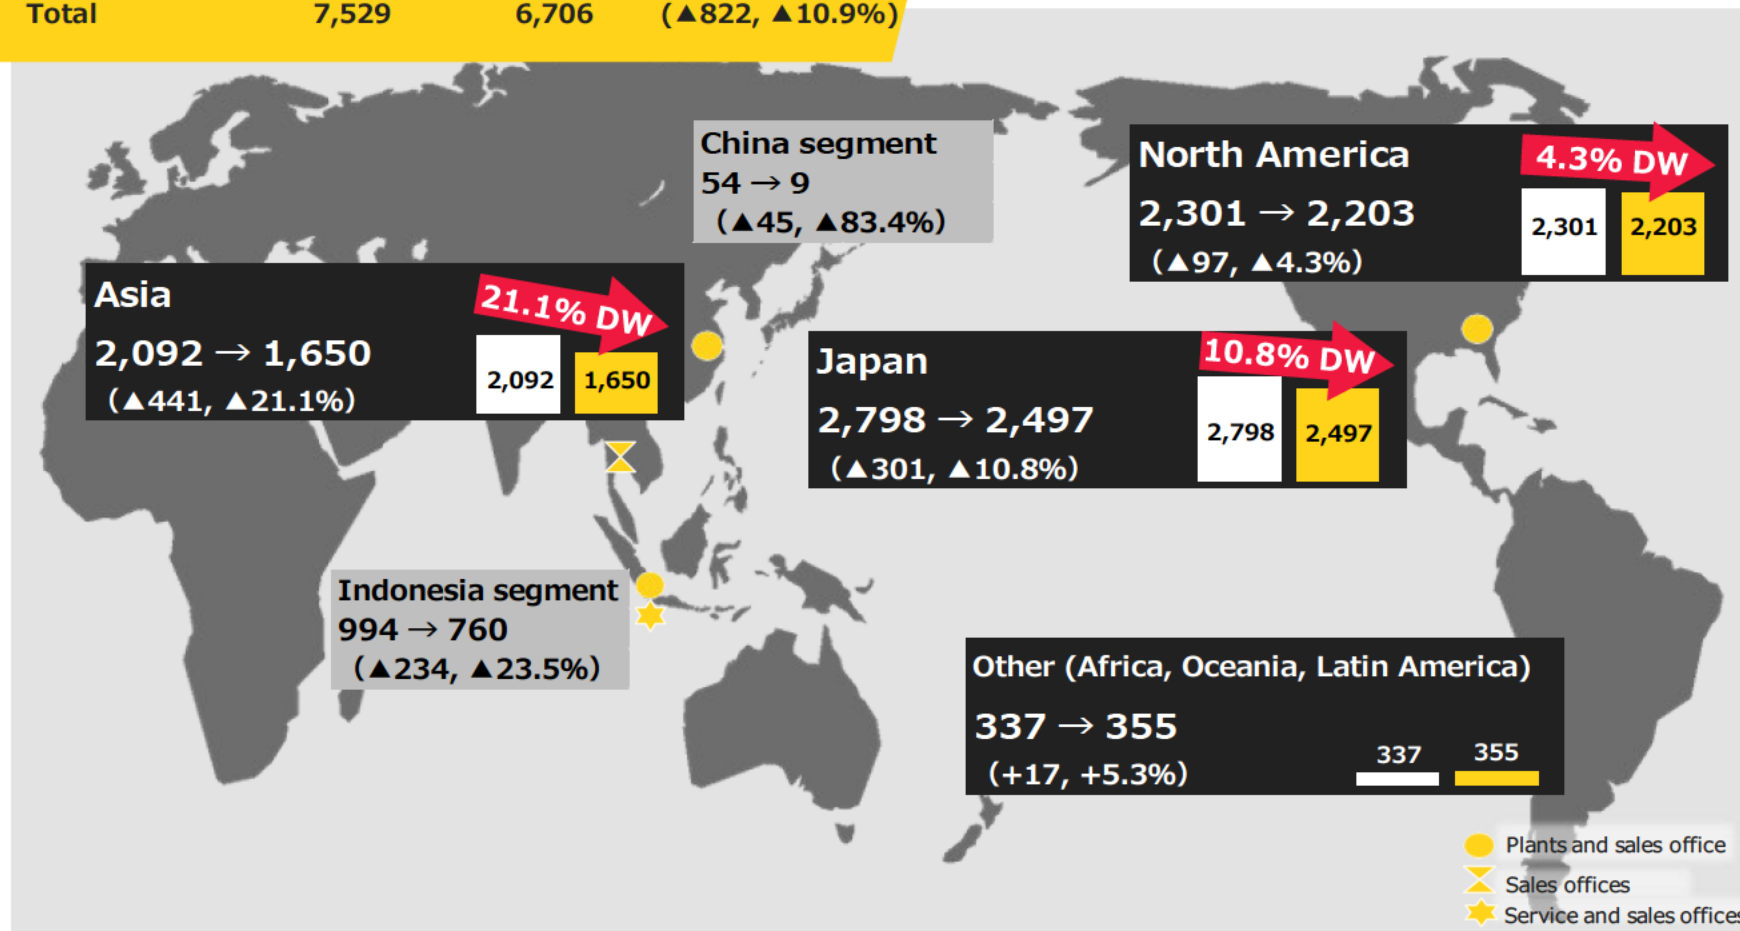 Total 7,529 6,706 (▲822, ▲10.9%)
China segment
54 → 9
(▲45, ▲83.4%)
North America
2,301 → 2,203
(▲97, ▲4.3%)
4.3% DW
2,301 2,203
Asia
2,092 → 1,650
(▲441, ▲21.1%)
21.1% DW
2,092 1,650
Japan
2,798 → 2,497
(▲301, ▲10.8%)
10.8% DW
2,798 2,497
Indonesia segment
994 → 760
(▲234, ▲23.5%)
Other (Africa, Oceania, Latin America)
337 → 355
(+17, +5.3%)
337 355
Plants and sales office
Sales offices
Service and sales offices